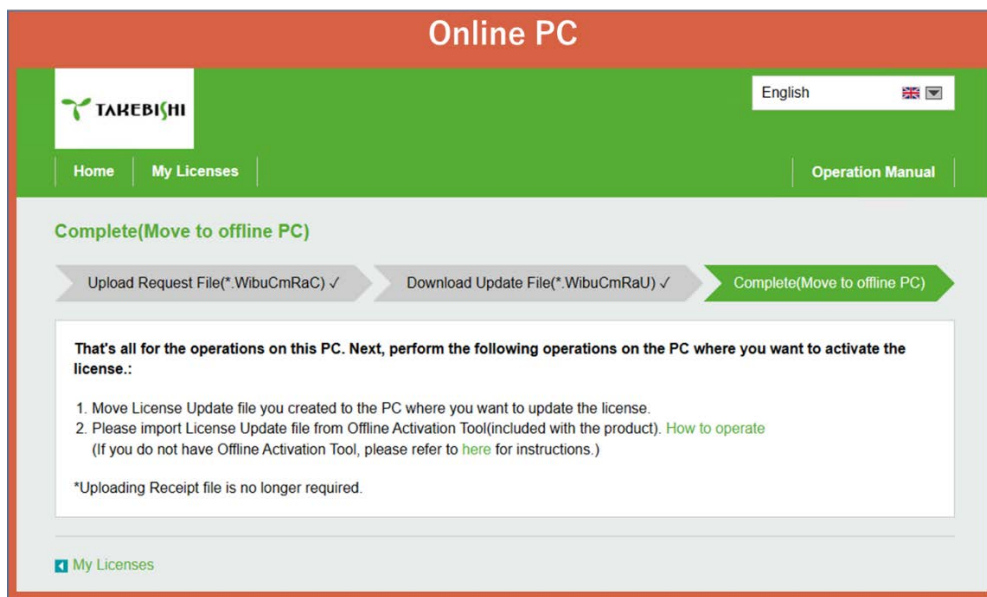 Online PC
TAKEBISHI
English
Home
My Licenses
Operation Manual
Complete(Move to offline PC)
Upload Request File(*.WibuCmRaC) ✓
Download Update File(*.WibuCmRaU) ✓
Complete(Move to offline PC)
That's all for the operations on this PC. Next, perform the following operations on the PC where you want to activate the
license.:
1. Move License Update file you created to the PC where you want to update the license.
2. Please import License Update file from Offline Activation Tool(included with the product). How to operate
(If you do not have Offline Activation Tool, please refer to here for instructions.)
*Uploading Receipt file is no longer required.
My Licenses